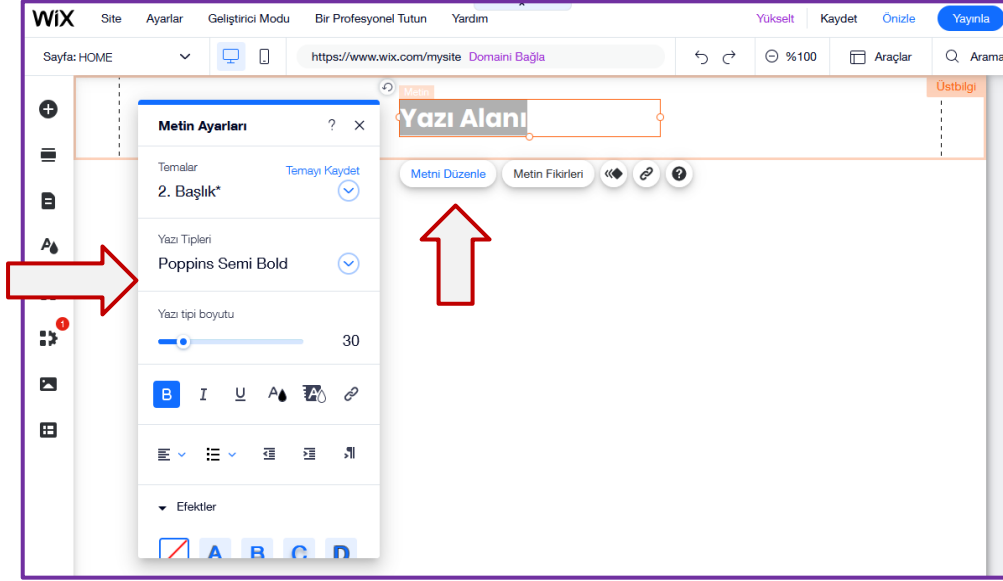 WiX Site Ayarlar Geliştirici Modu Bir Profesyonel Tutun Yardım Yükselt Kaydet Önizle Yayınla
Sayfa: HOME https://www.wix.com/mysite Domaini Bağla %100 Araçlar Arama
Üstbilgi
Metin
Yazı Alanı
Metin Ayarları ? ×
Metni Düzenle Metin Fikirleri ?
Temalar Temayı Kaydet
2. Başlık*
Yazı Tipleri
Poppins Semi Bold
Yazı tipi boyutu
30
1
B I U A A
Efektler
A B C D